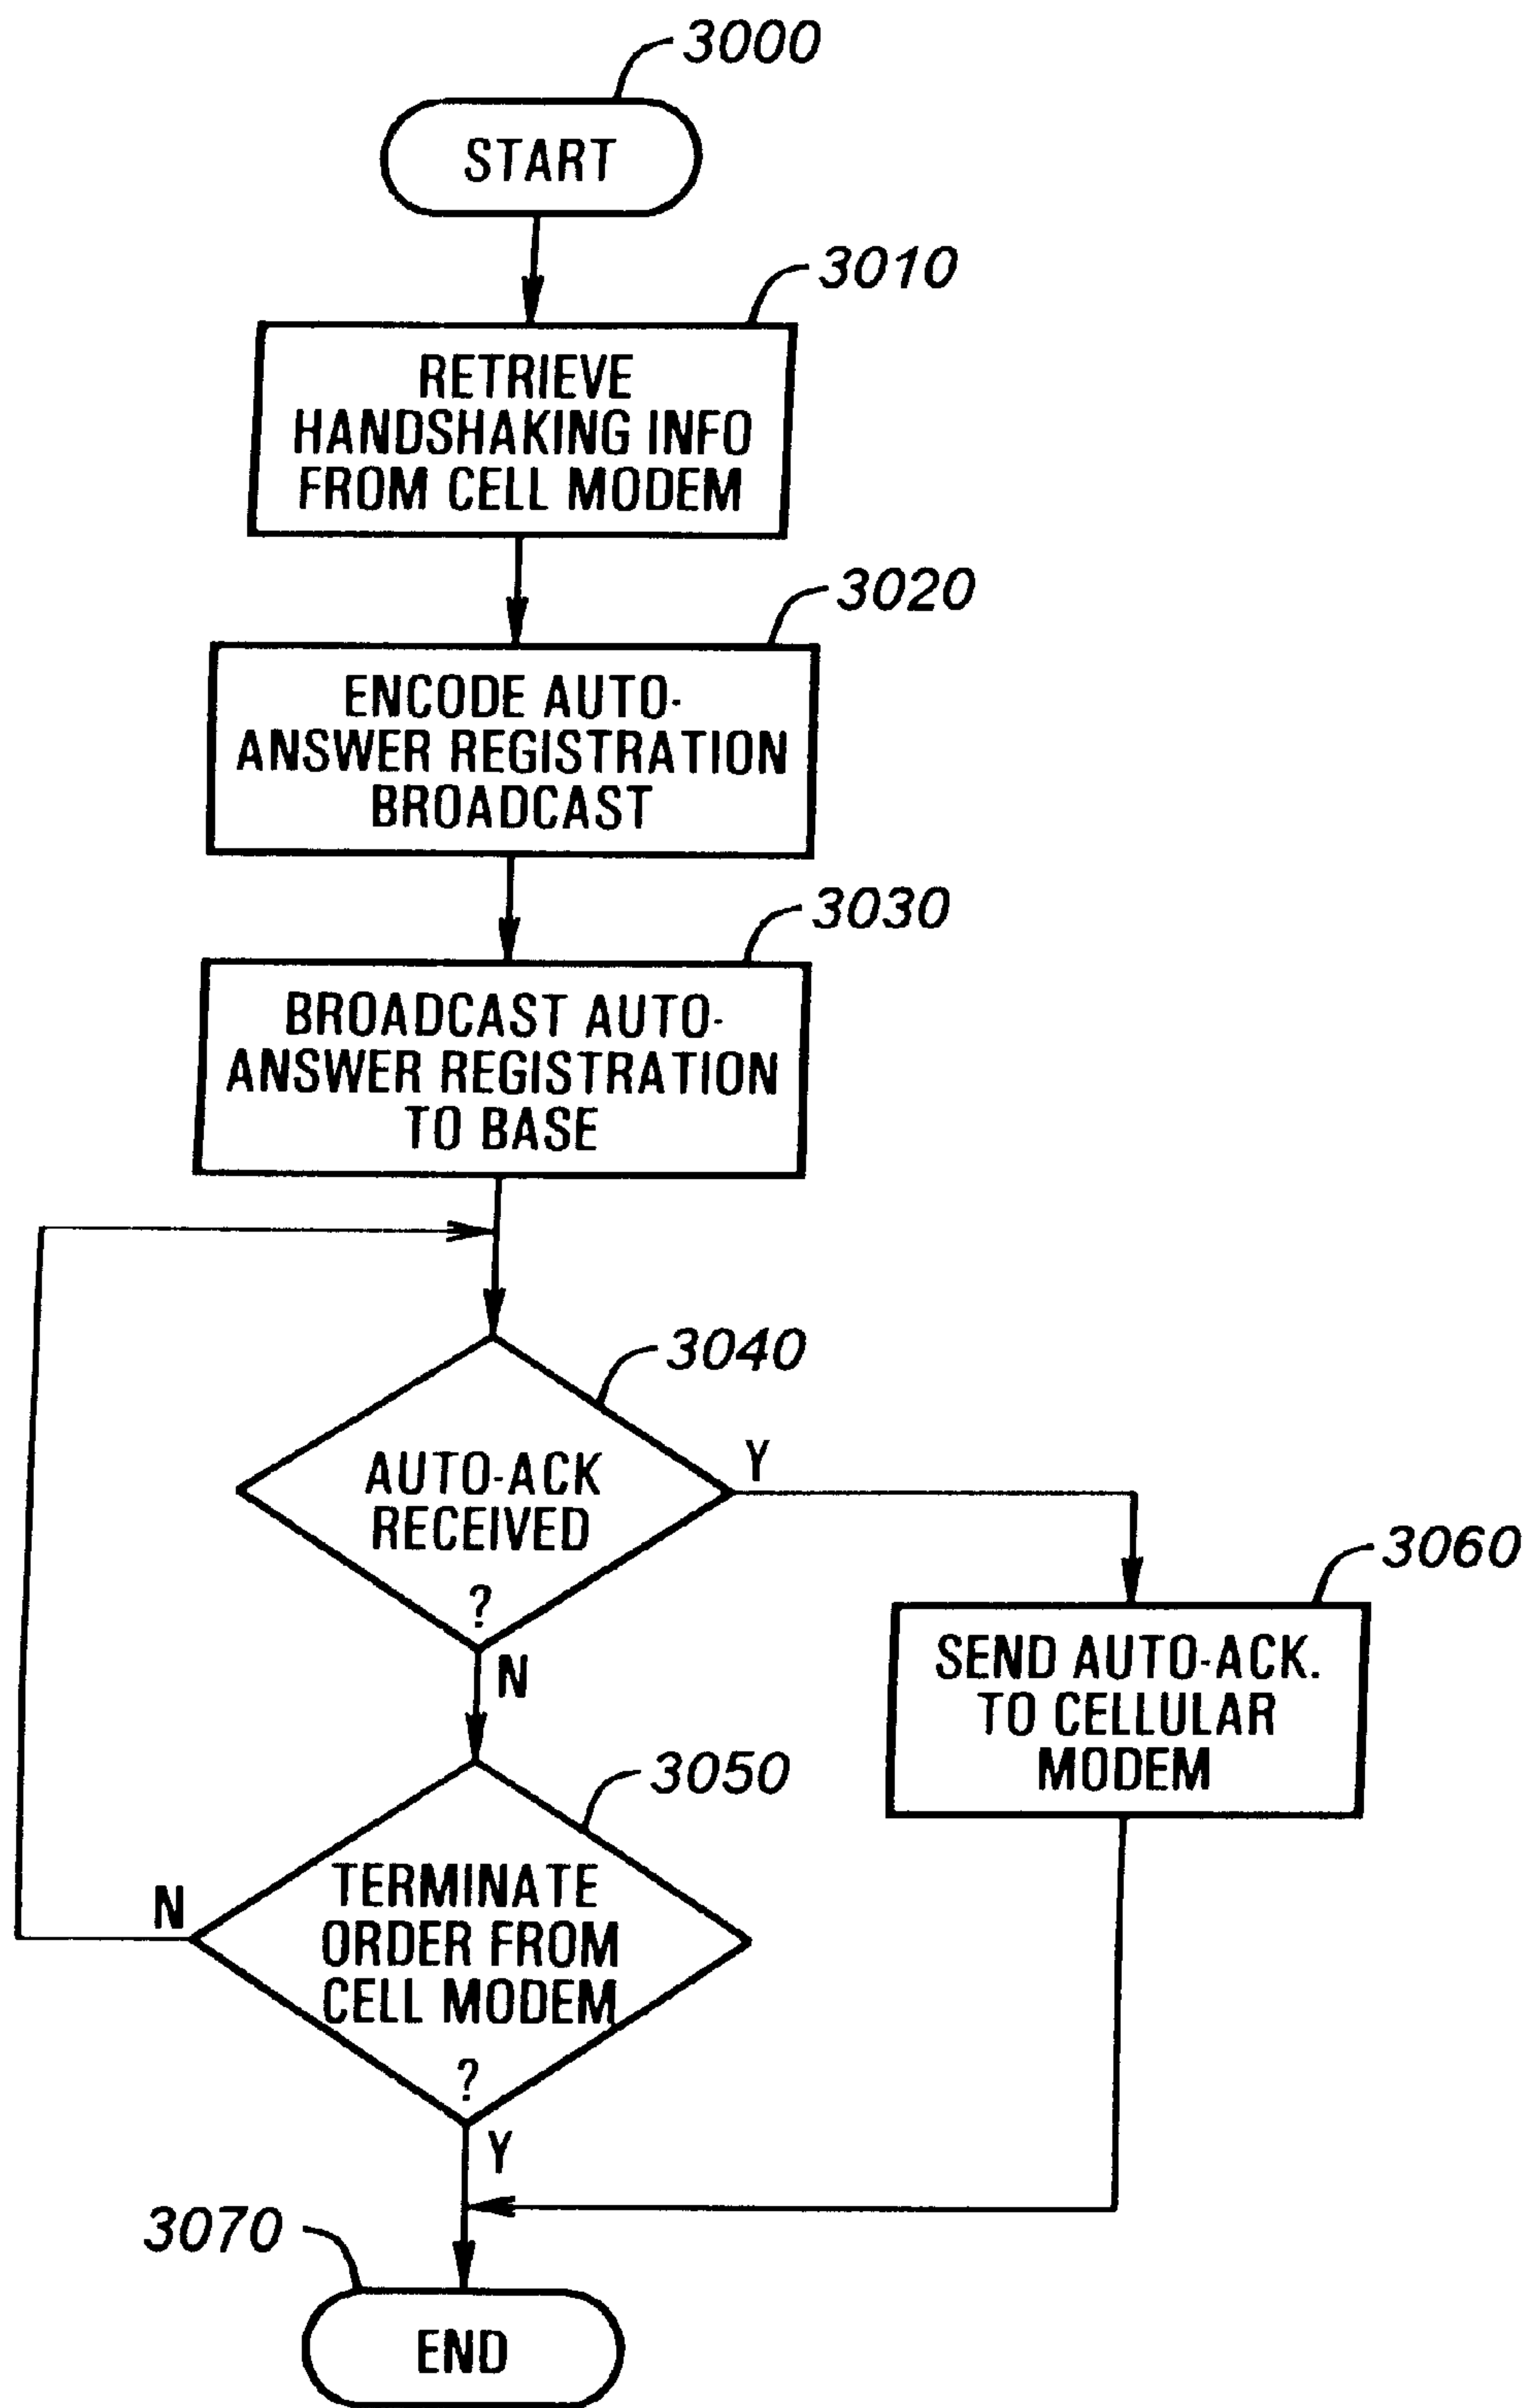 3000
START
3010
RETRIEVE
HANDSHAKING INFO
FROM CELL MODEM
3020
ENCODE AUTO-
ANSWER REGISTRATION
BROADCAST
3030
BROADCAST AUTO-
ANSWER REGISTRATION
TO BASE
3040
AUTO-ACK
RECEIVED
?
Y
N
3060
SEND AUTO-ACK.
TO CELLULAR
MODEM
3050
TERMINATE
ORDER FROM
CELL MODEM
?
N
Y
3070
END